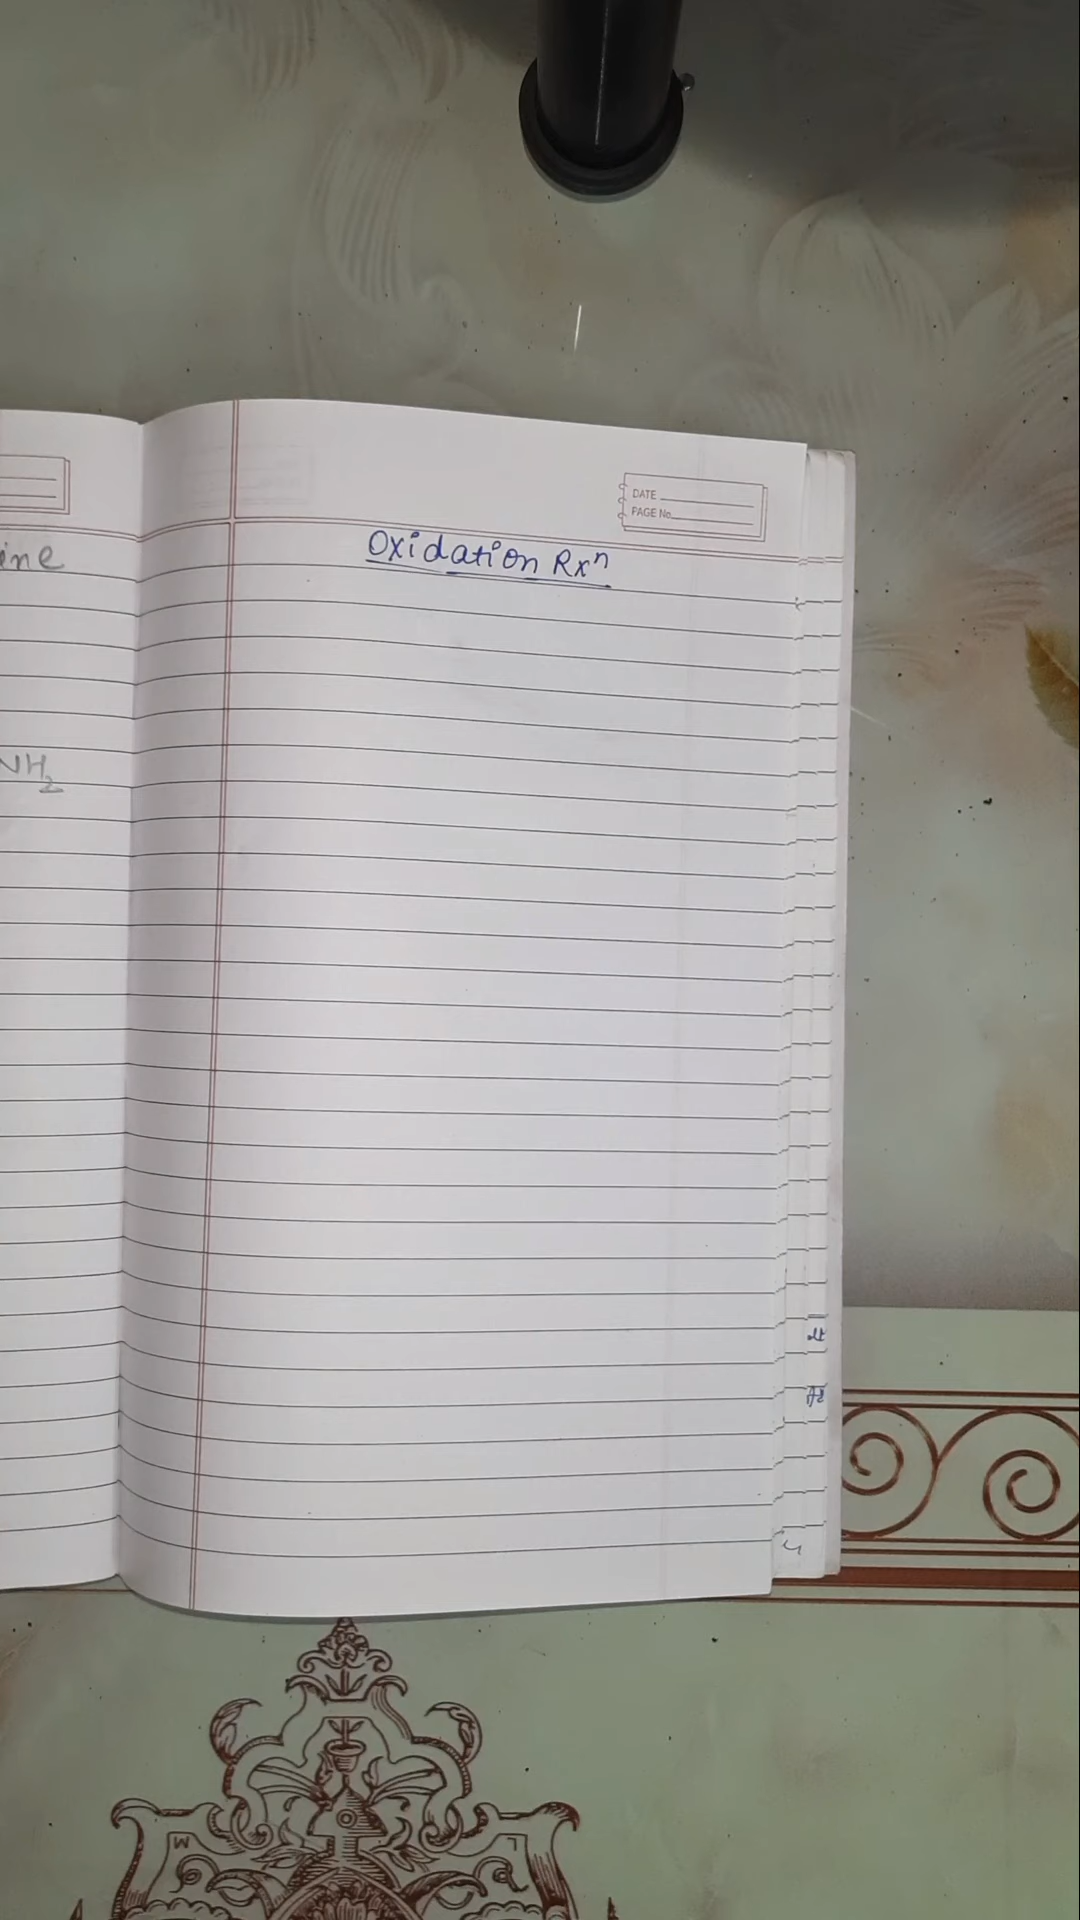 ine
NH₂
DATE
PAGE No.
Oxidation Rxⁿ